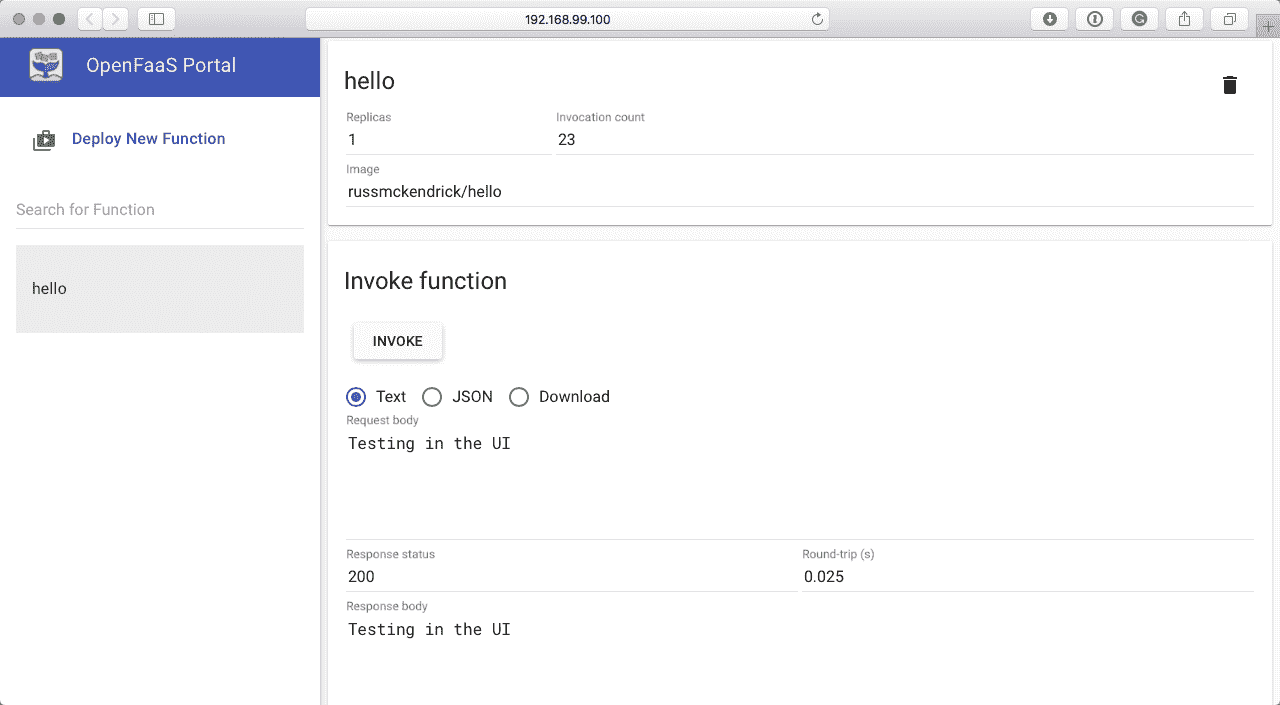 192.168.99.100
OpenFaaS Portal
Deploy New Function
Search for Function
hello
hello
Replicas
Invocation count
1
23
Image
russmckendrick/hello
Invoke function
INVOKE
Text
JSON
Download
Request body
Testing in the UI
Response status
Round-trip (s)
200
0.025
Response body
Testing in the UI